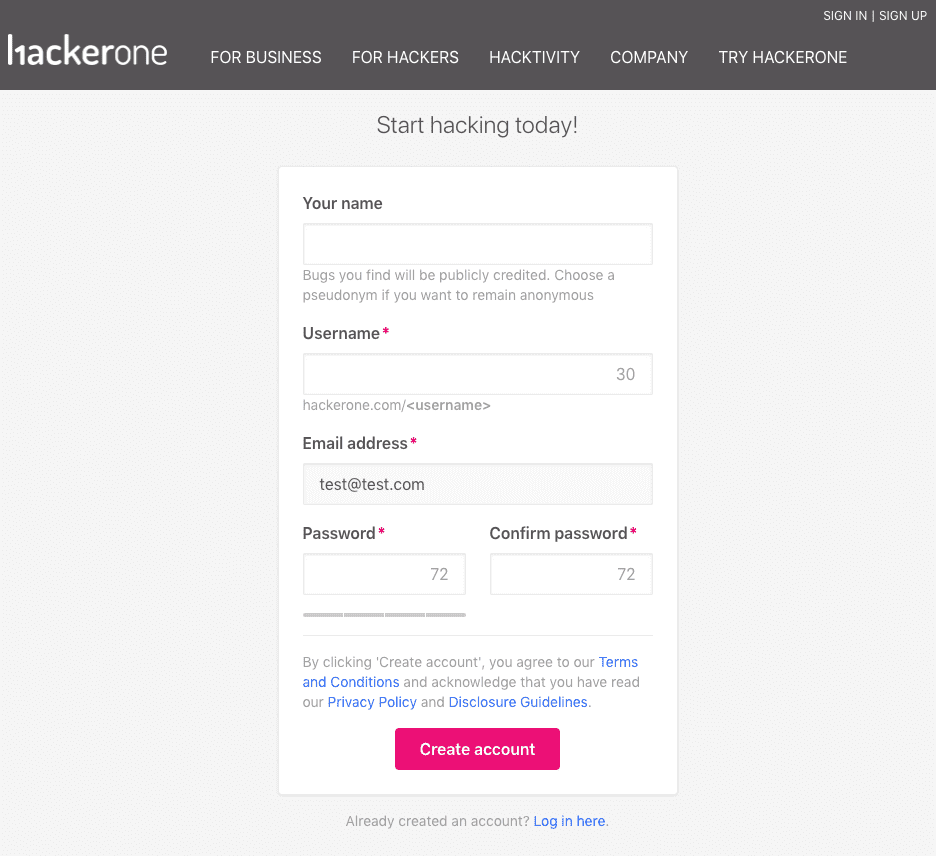 SIGN IN | SIGN UP
hackerone
FOR BUSINESS FOR HACKERS HACKTIVITY COMPANY TRY HACKERONE
Start hacking today!
Your name
Bugs you find will be publicly credited. Choose a
pseudonym if you want to remain anonymous
Username*
30
hackerone.com/<username>
Email address*
test@test.com
Password* Confirm password*
72 72
By clicking 'Create account', you agree to our Terms
and Conditions and acknowledge that you have read
our Privacy Policy and Disclosure Guidelines.
Create account
Already created an account? Log in here.